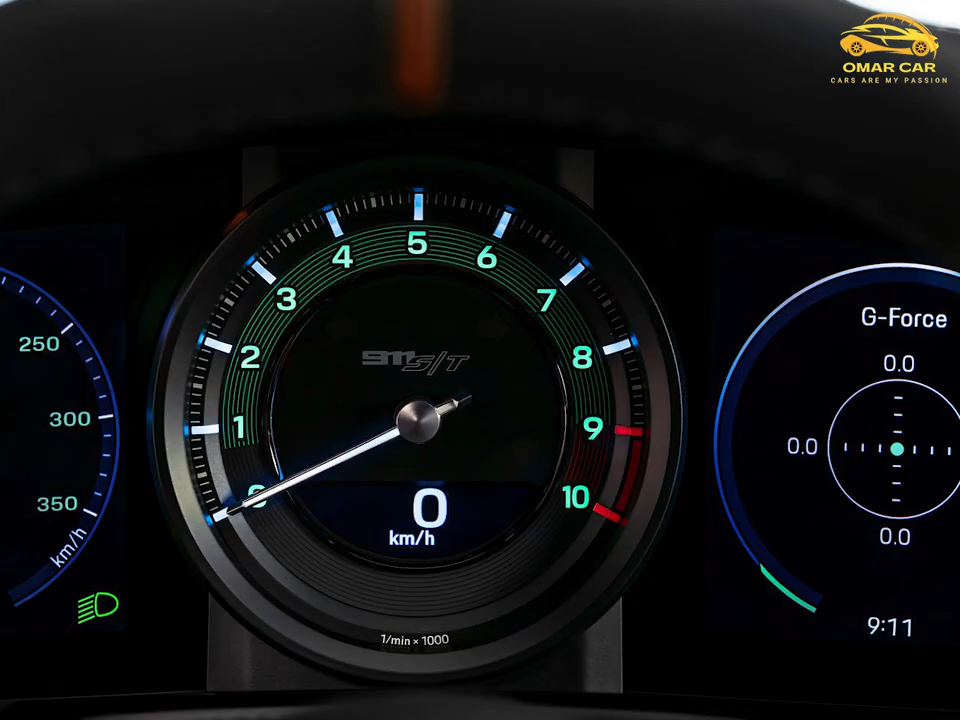 OMAR CAR
CARS ARE MY PASSION
250
300
350
km/h
0
1
2
3
4
5
6
7
8
9
10
911 S/T
0
km/h
1/min × 1000
G-Force
0.0
0.0
0.0
9:11